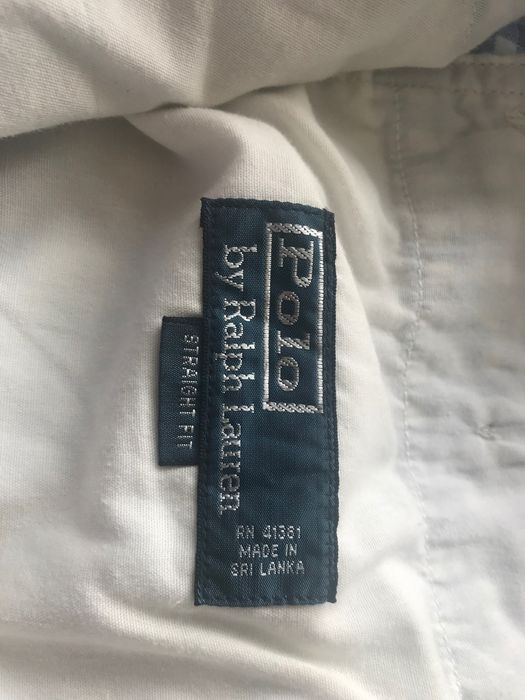 Polo
by Ralph Lauren
RN 41381
MADE IN
SRI LANKA
STRAIGHT FIT